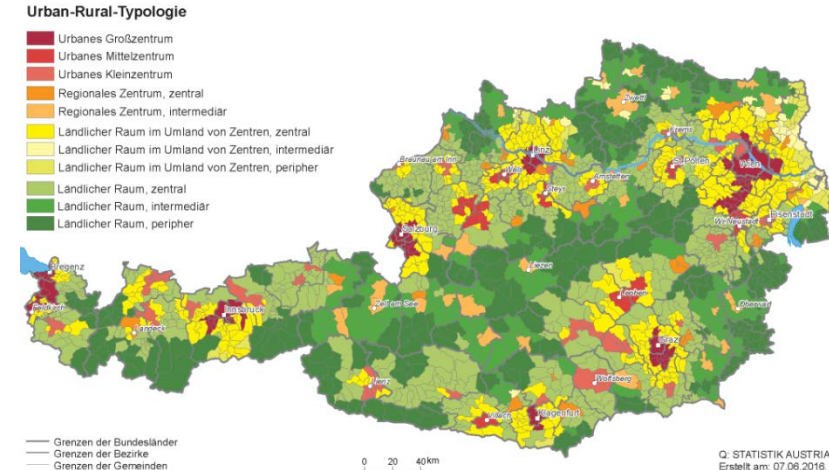 Urban-Rural-Typologie
Urbanes Großzentrum
Urbanes Mittelzentrum
Urbanes Kleinzentrum
Regionales Zentrum, zentral
Regionales Zentrum, intermediär
Ländlicher Raum im Umland von Zentren, zentral
Ländlicher Raum im Umland von Zentren, intermediär
Ländlicher Raum im Umland von Zentren, peripher
Ländlicher Raum, zentral
Ländlicher Raum, intermediär
Ländlicher Raum, peripher
Zwettl
Krems
Linz
Braunau am Inn
Wels
St. Pölten
Wien
Amstetten
Steyr
Eisenstadt
Wr. Neustadt
Salzburg
Liezen
Bregenz
Feldkirch
Zell am See
Leoben
Oberwart
Innsbruck
Landeck
Graz
Lienz
Wolfsberg
Villach
Klagenfurt
Grenzen der Bundesländer
Grenzen der Bezirke
Grenzen der Gemeinden
0 20 40 km
Q: STATISTIK AUSTRIA
Erstellt am: 07.06.2016.